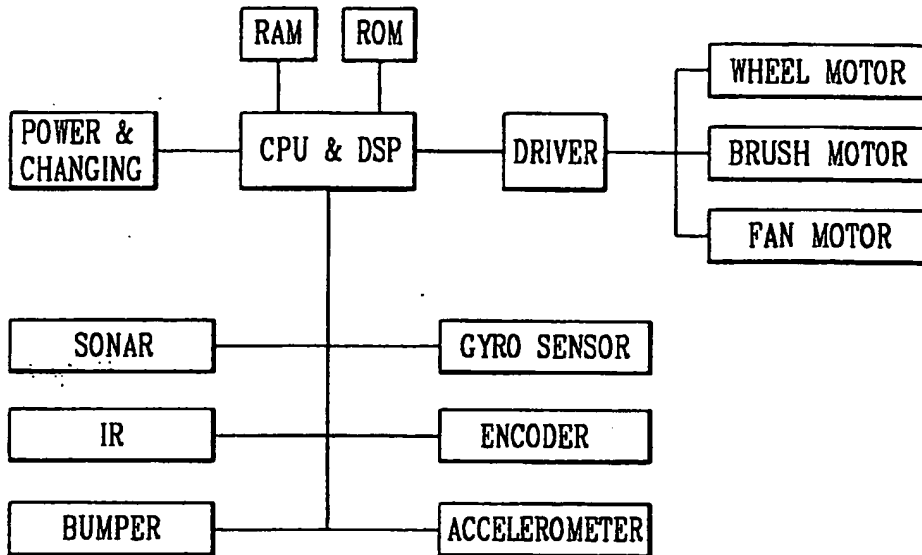 RAM
ROM
POWER &
CHANGING
CPU & DSP
DRIVER
WHEEL MOTOR
BRUSH MOTOR
FAN MOTOR
SONAR
GYRO SENSOR
IR
ENCODER
BUMPER
ACCELEROMETER